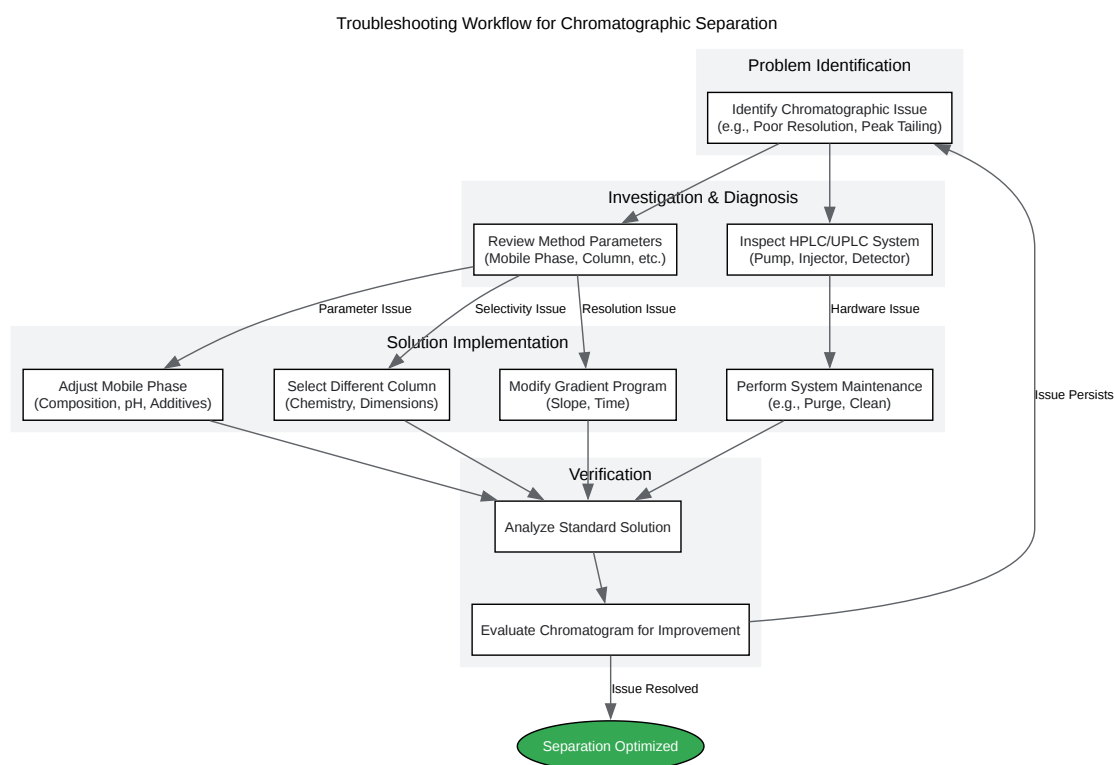 Troubleshooting Workflow for Chromatographic Separation
Problem Identification
Identify Chromatographic Issue
(e.g., Poor Resolution, Peak Tailing)
Investigation & Diagnosis
Review Method Parameters
(Mobile Phase, Column, etc.)
Inspect HPLC/UPLC System
(Pump, Injector, Detector)
Parameter Issue
Selectivity Issue
Resolution Issue
Hardware Issue
Solution Implementation
Adjust Mobile Phase
(Composition, pH, Additives)
Select Different Column
(Chemistry, Dimensions)
Modify Gradient Program
(Slope, Time)
Perform System Maintenance
(e.g., Purge, Clean)
Issue Persists
Verification
Analyze Standard Solution
Evaluate Chromatogram for Improvement
Issue Resolved
Separation Optimized